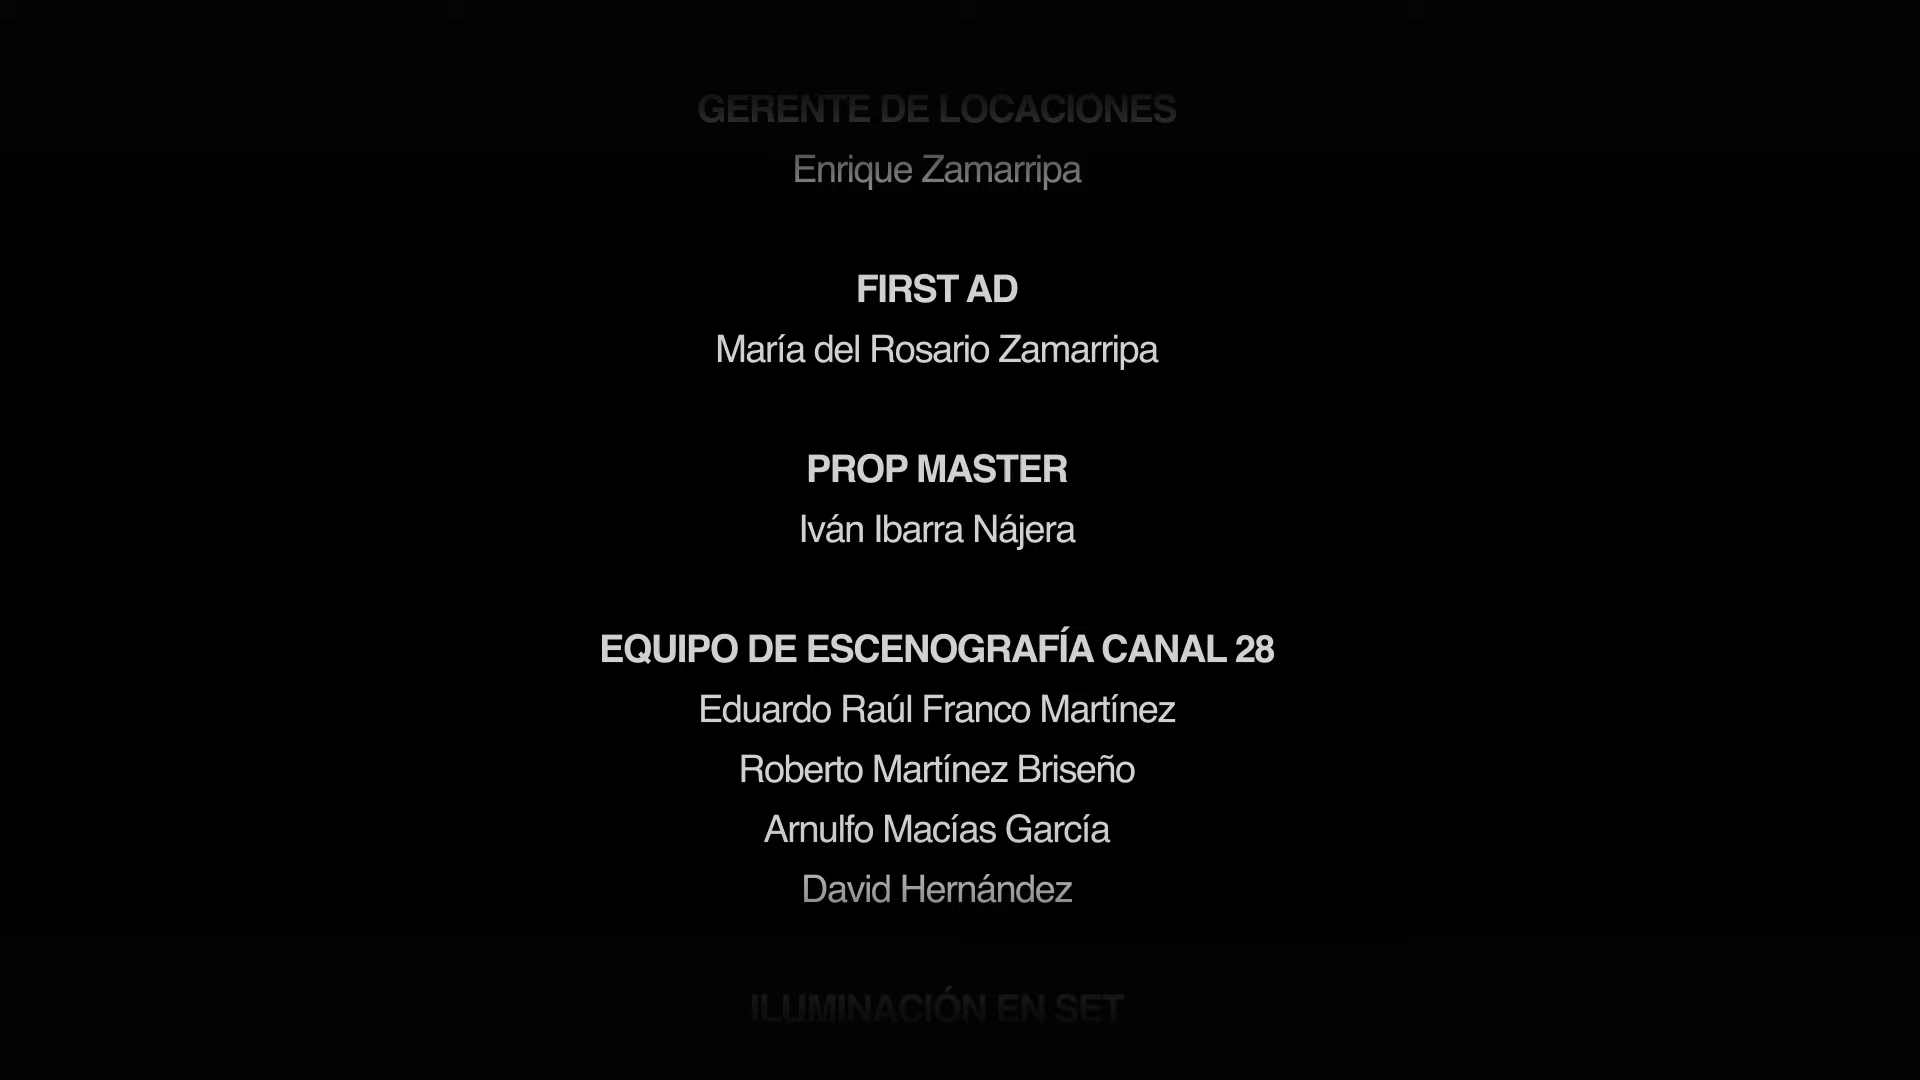 GERENTE DE LOCACIONES
Enrique Zamarripa
FIRST AD
María del Rosario Zamarripa
PROP MASTER
Iván Ibarra Nájera
EQUIPO DE ESCENOGRAFÍA CANAL 28
Eduardo Raúl Franco Martínez
Roberto Martínez Briseño
Arnulfo Macías García
David Hernández
ILUMINACIÓN EN SET